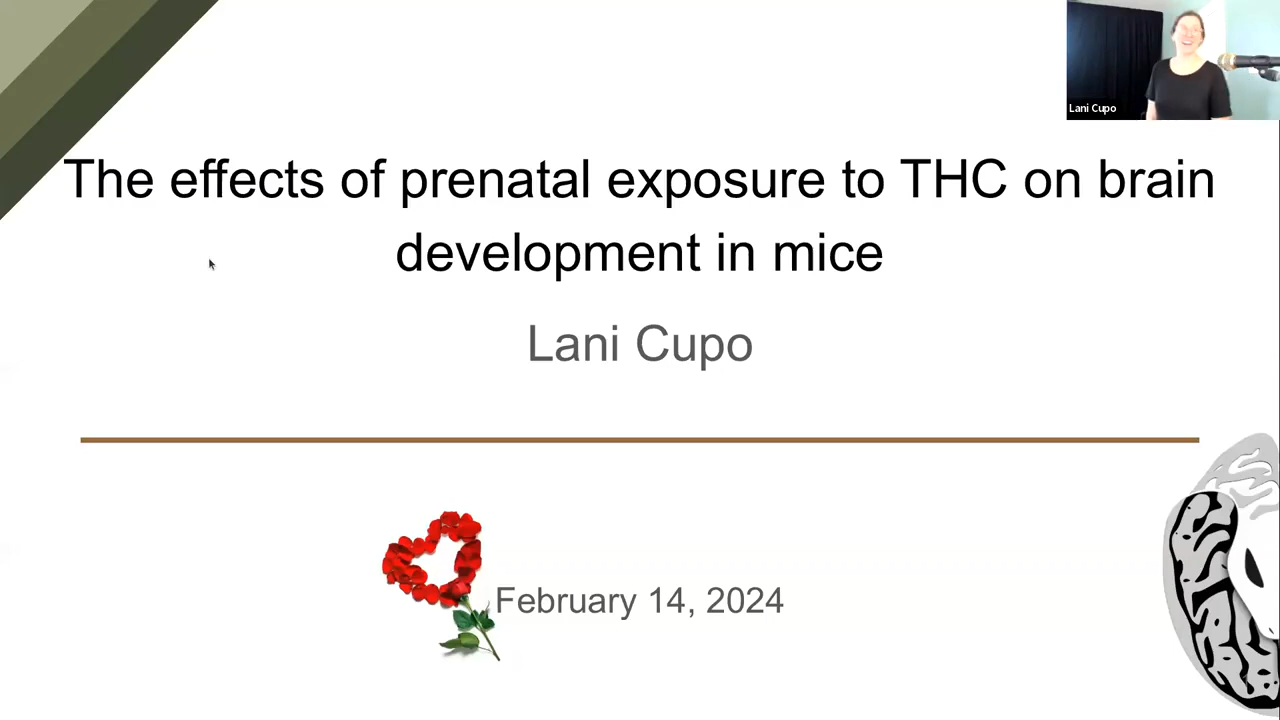 Lani Cupo
The effects of prenatal exposure to THC on brain
development in mice
Lani Cupo
February 14, 2024